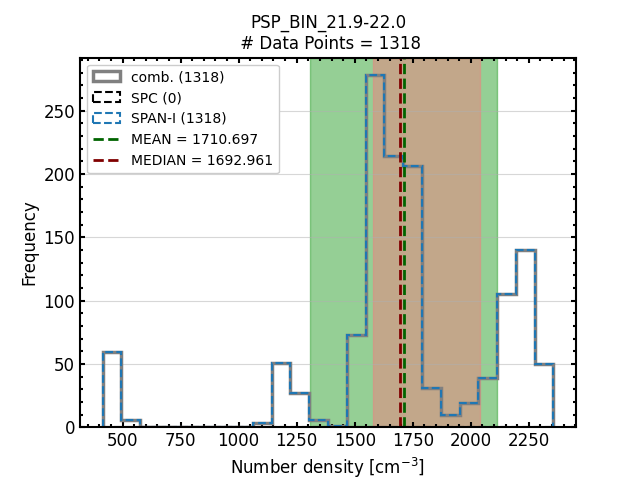 PSP_BIN_21.9-22.0
# Data Points = 1318
comb. (1318)
SPC (0)
SPAN-I (1318)
MEAN = 1710.697
MEDIAN = 1692.961
Frequency
250
200
150
100
50
0
500 750 1000 1250 1500 1750 2000 2250
Number density [cm⁻³]